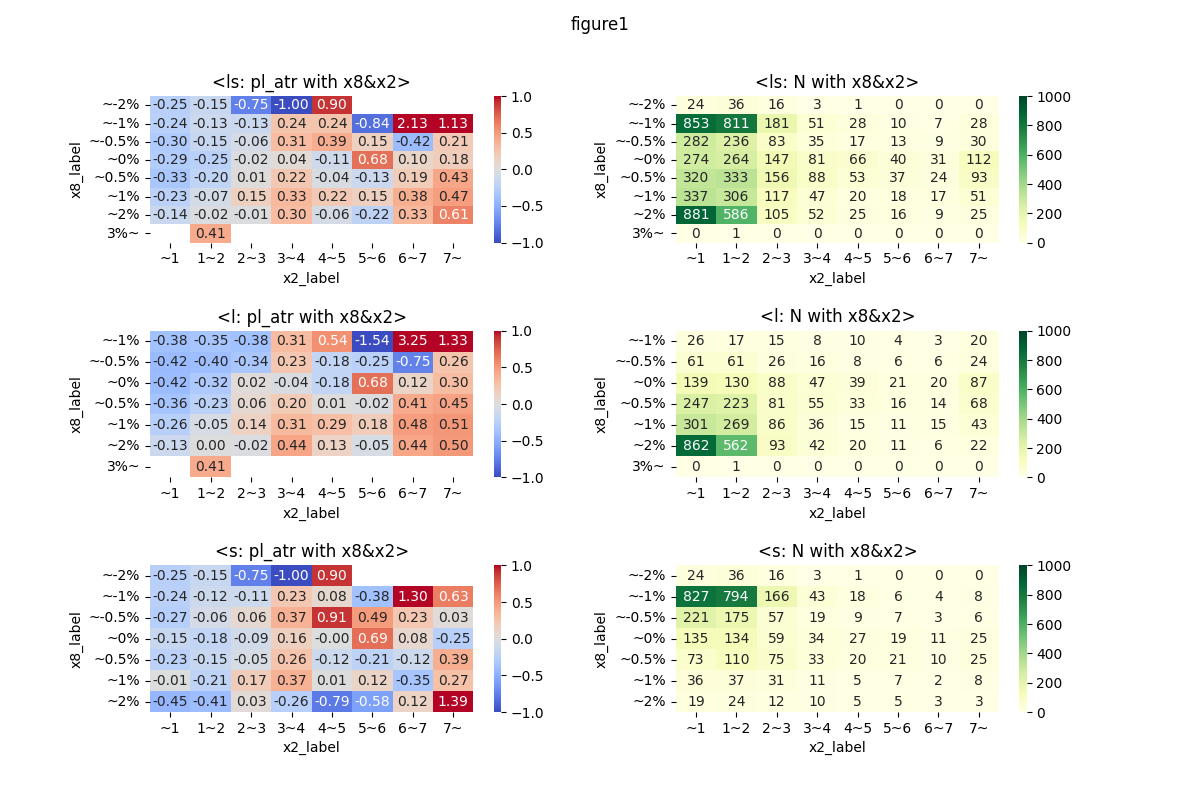 figure1
<ls: pl_atr with x8&x2>
~-2% -0.25 -0.15 -0.75 -1.00 0.90
~-1% -0.24 -0.13 -0.13 0.24 0.24 -0.84 2.13 1.13
~-0.5% -0.30 -0.15 -0.06 0.31 0.39 0.15 -0.42 0.21
~0% -0.29 -0.25 -0.02 0.04 -0.11 0.68 0.10 0.18
~0.5% -0.33 -0.20 0.01 0.22 -0.04 -0.13 0.19 0.43
~1% -0.23 -0.07 0.15 0.33 0.22 0.15 0.38 0.47
~2% -0.14 -0.02 -0.01 0.30 -0.06 -0.22 0.33 0.61
3%~ 0.41
~1 1~2 2~3 3~4 4~5 5~6 6~7 7~
x2_label
x8_label
1.0
0.5
0.0
−0.5
−1.0
<ls: N with x8&x2>
~-2% 24 36 16 3 1 0 0 0
~-1% 853 811 181 51 28 10 7 28
~-0.5% 282 236 83 35 17 13 9 30
~0% 274 264 147 81 66 40 31 112
~0.5% 320 333 156 88 53 37 24 93
~1% 337 306 117 47 20 18 17 51
~2% 881 586 105 52 25 16 9 25
3%~ 0 1 0 0 0 0 0 0
~1 1~2 2~3 3~4 4~5 5~6 6~7 7~
x2_label
x8_label
1000
800
600
400
200
0
<l: pl_atr with x8&x2>
~-1% -0.38 -0.35 -0.38 0.31 0.54 -1.54 3.25 1.33
~-0.5% -0.42 -0.40 -0.34 0.23 -0.18 -0.25 -0.75 0.26
~0% -0.42 -0.32 0.02 -0.04 -0.18 0.68 0.12 0.30
~0.5% -0.36 -0.23 0.06 0.20 0.01 -0.02 0.41 0.45
~1% -0.26 -0.05 0.14 0.31 0.29 0.18 0.48 0.51
~2% -0.13 0.00 -0.02 0.44 0.13 -0.05 0.44 0.50
3%~ 0.41
~1 1~2 2~3 3~4 4~5 5~6 6~7 7~
x2_label
x8_label
1.0
0.5
0.0
−0.5
−1.0
<l: N with x8&x2>
~-1% 26 17 15 8 10 4 3 20
~-0.5% 61 61 26 16 8 6 6 24
~0% 139 130 88 47 39 21 20 87
~0.5% 247 223 81 55 33 16 14 68
~1% 301 269 86 36 15 11 15 43
~2% 862 562 93 42 20 11 6 22
3%~ 0 1 0 0 0 0 0 0
~1 1~2 2~3 3~4 4~5 5~6 6~7 7~
x2_label
x8_label
1000
800
600
400
200
0
<s: pl_atr with x8&x2>
~-2% -0.25 -0.15 -0.75 -1.00 0.90
~-1% -0.24 -0.12 -0.11 0.23 0.08 -0.38 1.30 0.63
~-0.5% -0.27 -0.06 0.06 0.37 0.91 0.49 0.23 0.03
~0% -0.15 -0.18 -0.09 0.16 -0.00 0.69 0.08 -0.25
~0.5% -0.23 -0.15 -0.05 0.26 -0.12 -0.21 -0.12 0.39
~1% -0.01 -0.21 0.17 0.37 0.01 0.12 -0.35 0.27
~2% -0.45 -0.41 0.03 -0.26 -0.79 -0.58 0.12 1.39
~1 1~2 2~3 3~4 4~5 5~6 6~7 7~
x2_label
x8_label
1.0
0.5
0.0
−0.5
−1.0
<s: N with x8&x2>
~-2% 24 36 16 3 1 0 0 0
~-1% 827 794 166 43 18 6 4 8
~-0.5% 221 175 57 19 9 7 3 6
~0% 135 134 59 34 27 19 11 25
~0.5% 73 110 75 33 20 21 10 25
~1% 36 37 31 11 5 7 2 8
~2% 19 24 12 10 5 5 3 3
~1 1~2 2~3 3~4 4~5 5~6 6~7 7~
x2_label
x8_label
1000
800
600
400
200
0